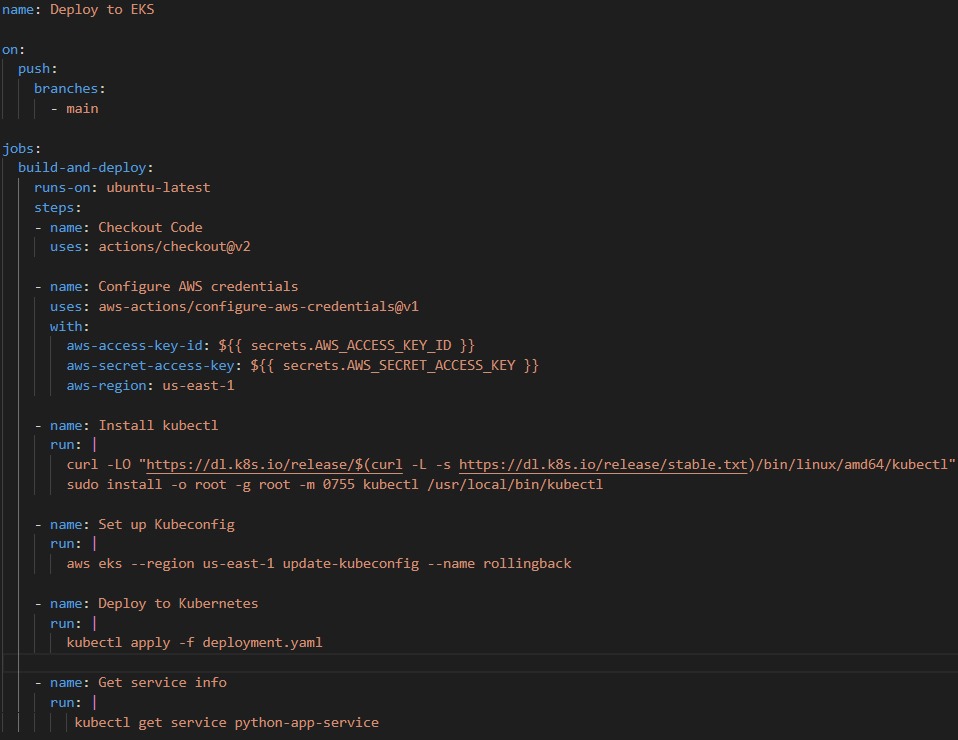 name: Deploy to EKS
on:
  push:
    branches:
      - main
jobs:
  build-and-deploy:
    runs-on: ubuntu-latest
    steps:
    - name: Checkout Code
      uses: actions/checkout@v2
    - name: Configure AWS credentials
      uses: aws-actions/configure-aws-credentials@v1
      with:
        aws-access-key-id: ${{ secrets.AWS_ACCESS_KEY_ID }}
        aws-secret-access-key: ${{ secrets.AWS_SECRET_ACCESS_KEY }}
        aws-region: us-east-1
    - name: Install kubectl
      run: |
        curl -LO "https://dl.k8s.io/release/$(curl -L -s https://dl.k8s.io/release/stable.txt)/bin/linux/amd64/kubectl"
        sudo install -o root -g root -m 0755 kubectl /usr/local/bin/kubectl
    - name: Set up Kubeconfig
      run: |
        aws eks --region us-east-1 update-kubeconfig --name rollingback
    - name: Deploy to Kubernetes
      run: |
        kubectl apply -f deployment.yaml
    - name: Get service info
      run: |
         kubectl get service python-app-service